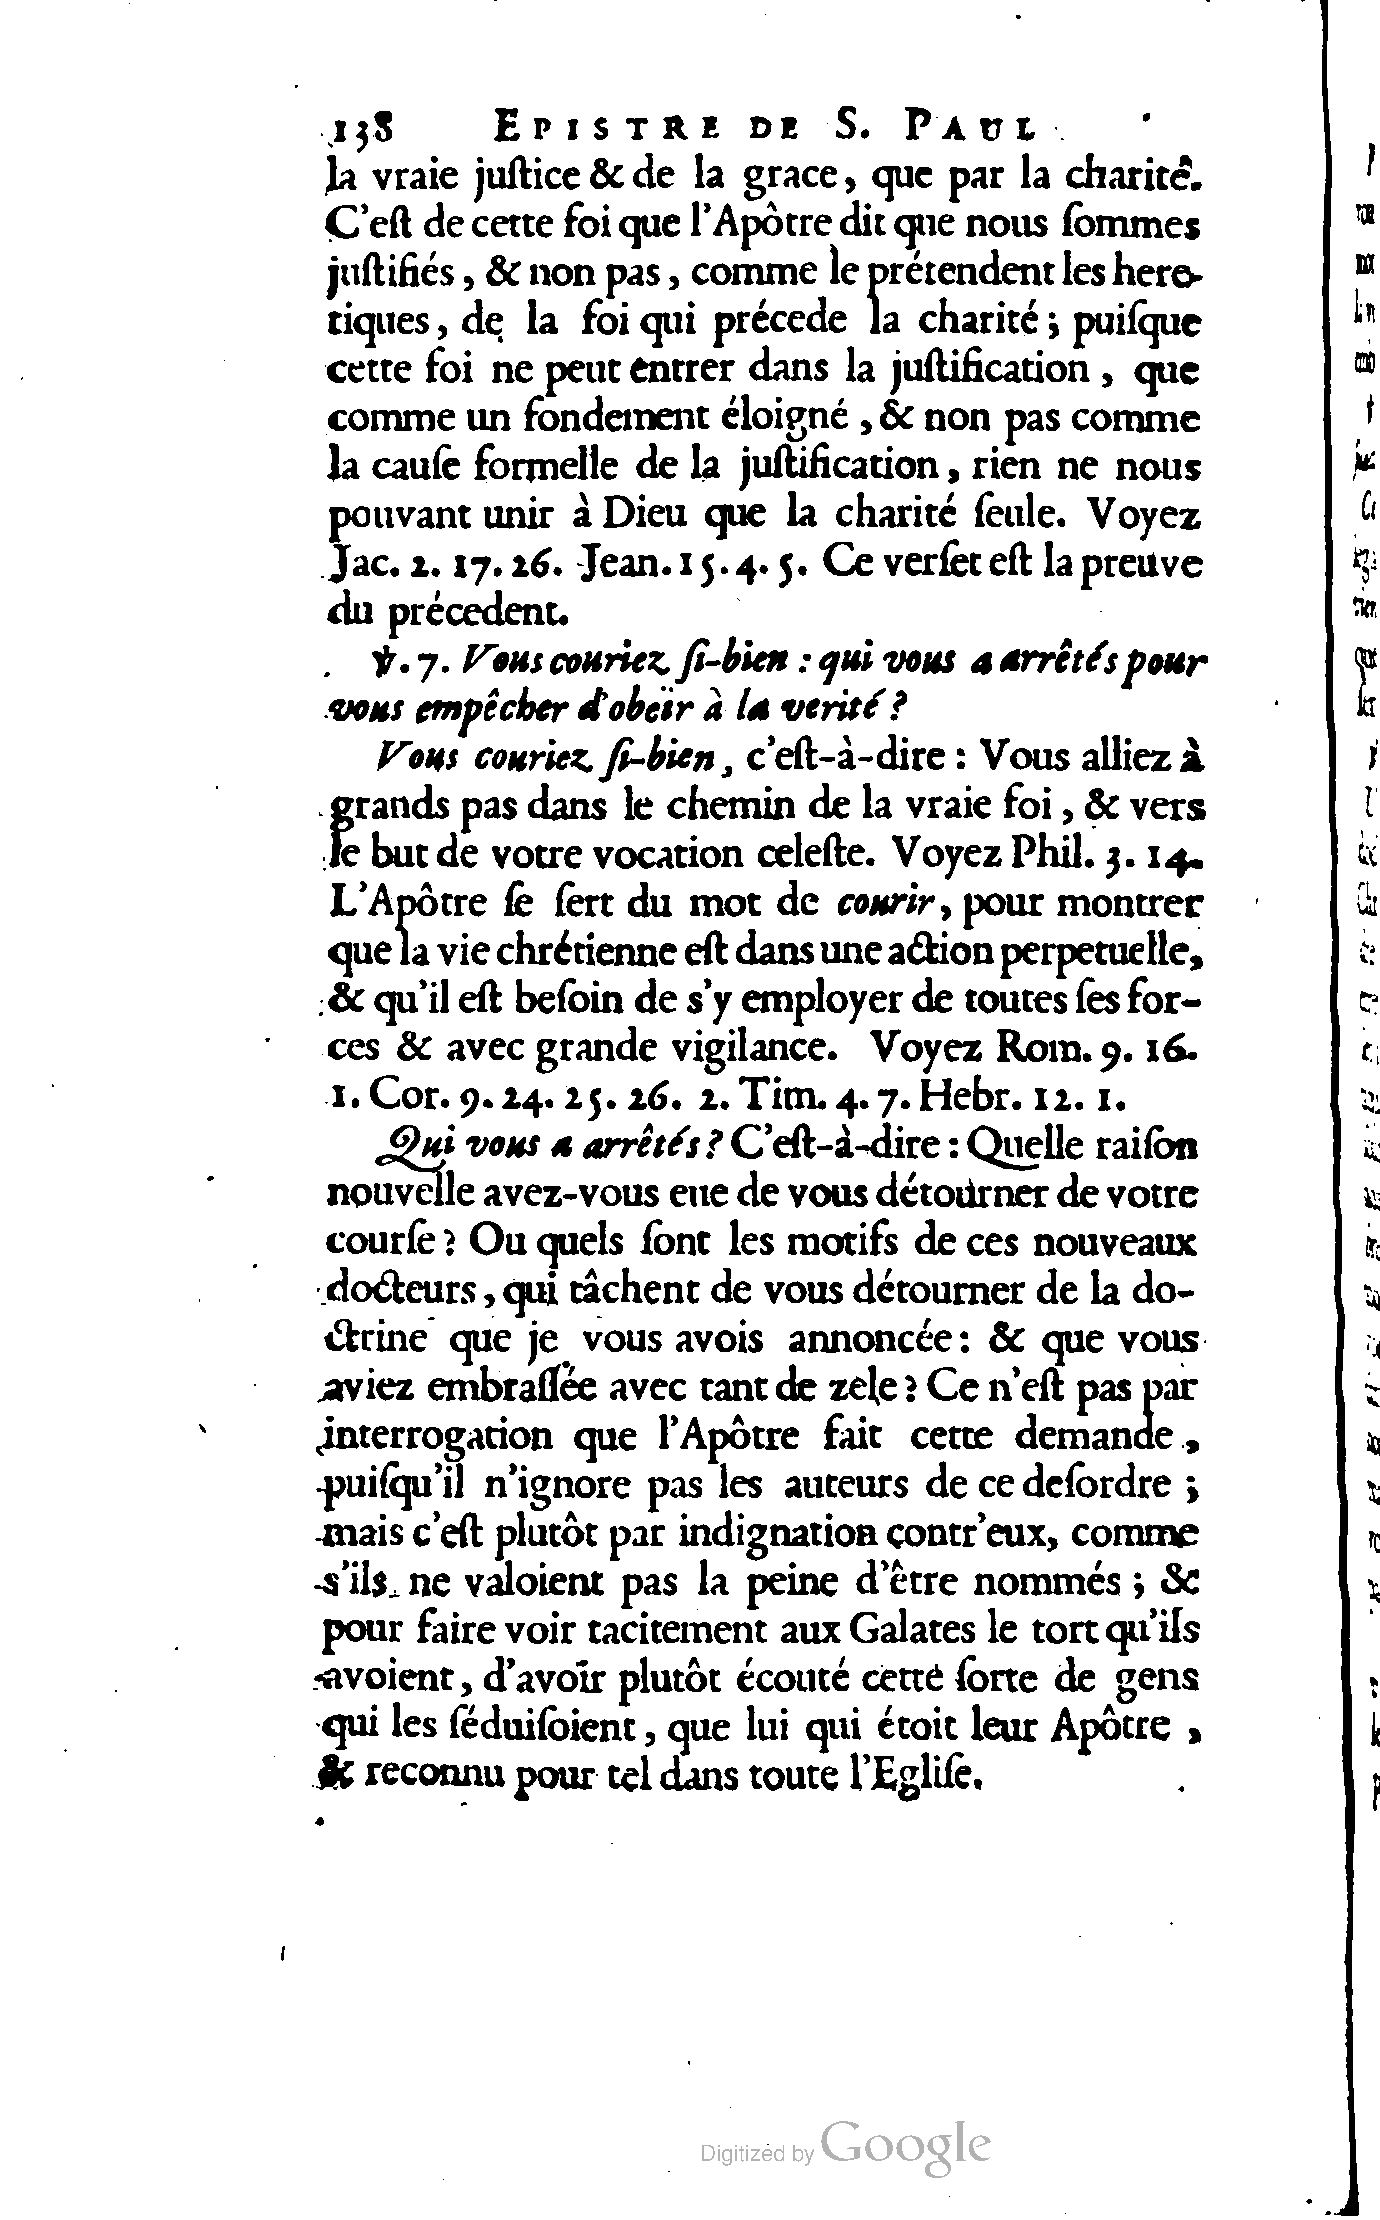 138 EPISTRE DE S. PAUL
la vraie juſtice & de la grace, que par la charité.
C'eſt de cette foi que l'Apôtre dit que nous ſommes
juſtifiés, & non pas, comme le prétendent les here-
tiques, de la foi qui précede la charité; puiſque
cette foi ne peut entrer dans la juſtification, que
comme un fondement éloigné, & non pas comme
la cauſe formelle de la juſtification, rien ne nous
pouvant unir à Dieu que la charité ſeule. Voyez
Jac. 2. 17. 26. Jean. 15. 4. 5. Ce verſet eſt la preuve
du précedent.
℣. 7. Vous couriez ſi-bien : qui vous a arrêtés pour
vous empêcher d'obeïr à la verité ?
Vous couriez ſi-bien, c'eſt-à-dire : Vous alliez à
grands pas dans le chemin de la vraie foi, & vers
le but de votre vocation celeſte. Voyez Phil. 3. 14.
L'Apôtre ſe ſert du mot de courir, pour montrer
que la vie chrétienne eſt dans une action perpetuelle,
& qu'il eſt beſoin de s'y employer de toutes ſes for-
ces & avec grande vigilance. Voyez Rom. 9. 16.
1. Cor. 9. 24. 25. 26. 2. Tim. 4. 7. Hebr. 12. 1.
Qui vous a arrêtés ? C'eſt-à-dire : Quelle raiſon
nouvelle avez-vous eue de vous détourner de votre
courſe ? Ou quels ſont les motifs de ces nouveaux
docteurs, qui tâchent de vous détourner de la do-
ctrine que je vous avois annoncée : & que vous
aviez embraſſée avec tant de zele ? Ce n'eſt pas par
interrogation que l'Apôtre fait cette demande,
puiſqu'il n'ignore pas les auteurs de ce deſordre ;
mais c'eſt plutôt par indignation contr'eux, comme
s'ils ne valoient pas la peine d'être nommés ; &
pour faire voir tacitement aux Galates le tort qu'ils
avoient, d'avoir plutôt écouté cette ſorte de gens
qui les ſéduiſoient, que lui qui étoit leur Apôtre,
& reconnu pour tel dans toute l'Egliſe.
Digitized by Google